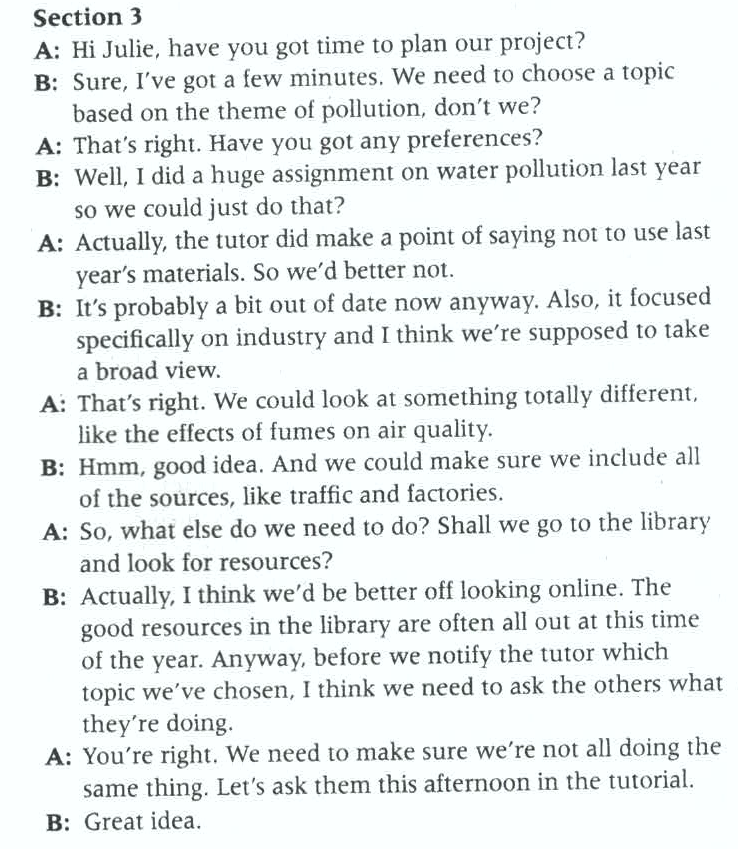 Section 3
A: Hi Julie, have you got time to plan our project?
B: Sure, I've got a few minutes. We need to choose a topic
based on the theme of pollution, don't we?
A: That's right. Have you got any preferences?
B: Well, I did a huge assignment on water pollution last year
so we could just do that?
A: Actually, the tutor did make a point of saying not to use last
year's materials. So we'd better not.
B: It's probably a bit out of date now anyway. Also, it focused
specifically on industry and I think we're supposed to take
a broad view.
A: That's right. We could look at something totally different,
like the effects of fumes on air quality.
B: Hmm, good idea. And we could make sure we include all
of the sources, like traffic and factories.
A: So, what else do we need to do? Shall we go to the library
and look for resources?
B: Actually, I think we'd be better off looking online. The
good resources in the library are often all out at this time
of the year. Anyway, before we notify the tutor which
topic we've chosen, I think we need to ask the others what
they're doing.
A: You're right. We need to make sure we're not all doing the
same thing. Let's ask them this afternoon in the tutorial.
B: Great idea.